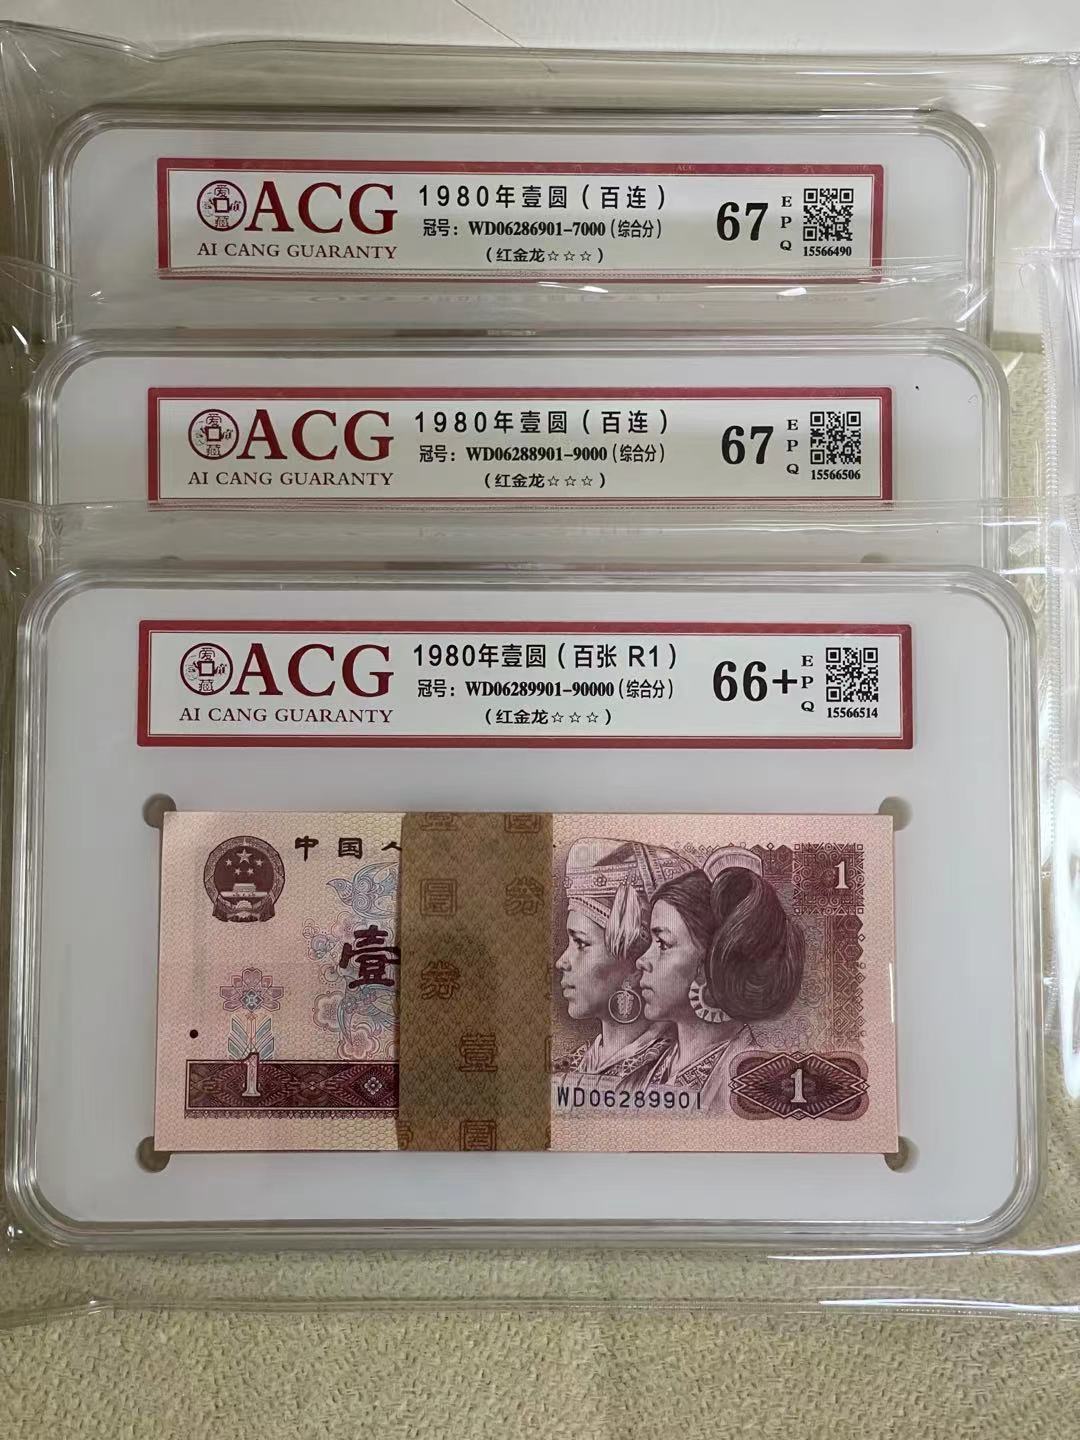 ACG
1980年壹圆（百连）
ACG
冠号：WD06286901-7000（综合分）
67
EPQ
AI CANG GUARANTY
（红金龙☆☆☆）
15566490
ACG
1980年壹圆（百连）
冠号：WD06288901-9000（综合分）
67
EPQ
AI CANG GUARANTY
（红金龙☆☆☆）
15566506
ACG
1980年壹圆（百张 R1）
冠号：WD06289901-90000（综合分）
66+
EPQ
AI CANG GUARANTY
（红金龙☆☆☆）
15566514
中国人
1
壹
圆
券
券
壹
圆
1
WD06289901
1